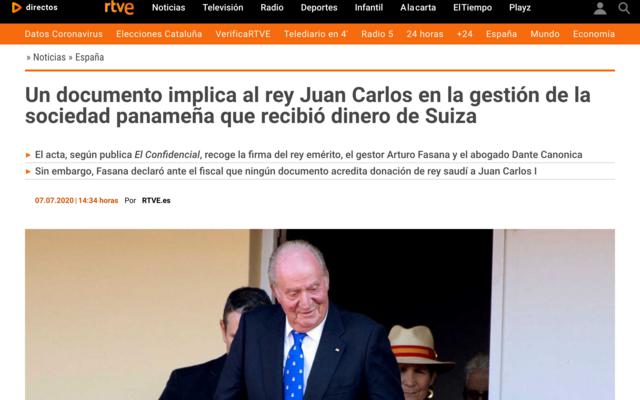 directos rtve Noticias Televisión Radio Deportes Infantil A la carta El Tiempo Playz
Datos Coronavirus Elecciones Cataluña VerificaRTVE Telediario en 4' Radio 5 24 horas +24 España Mundo Economía
» Noticias » España
Un documento implica al rey Juan Carlos en la gestión de la
sociedad panameña que recibió dinero de Suiza
► El acta, según publica El Confidencial, recoge la firma del rey emérito, el gestor Arturo Fasana y el abogado Dante Canonica
► Sin embargo, Fasana declaró ante el fiscal que ningún documento acredita donación de rey saudí a Juan Carlos I
07.07.2020 | 14:34 horas Por RTVE.es